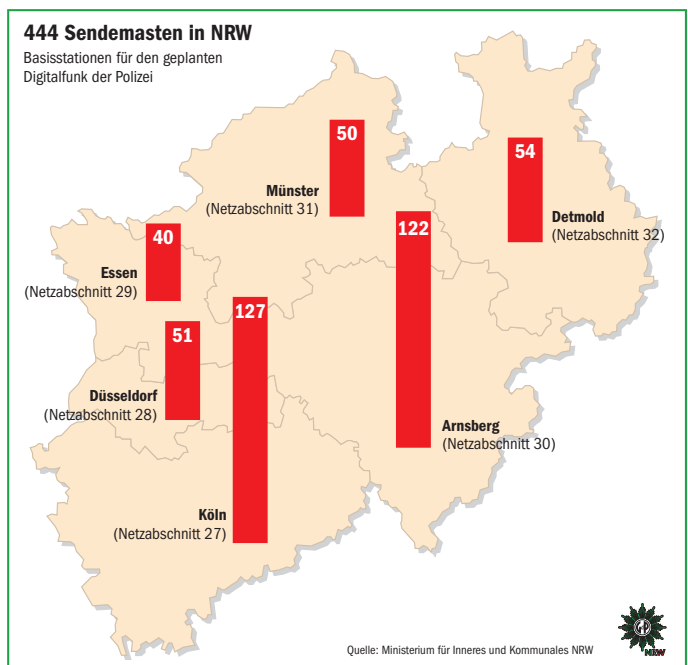 444 Sendemasten in NRW
Basisstationen für den geplanten
Digitalfunk der Polizei
50
Münster
(Netzabschnitt 31)
54
Detmold
(Netzabschnitt 32)
40
Essen
(Netzabschnitt 29)
122
Arnsberg
(Netzabschnitt 30)
51
Düsseldorf
(Netzabschnitt 28)
127
Köln
(Netzabschnitt 27)
Quelle: Ministerium für Inneres und Kommunales NRW
GdP
NRW